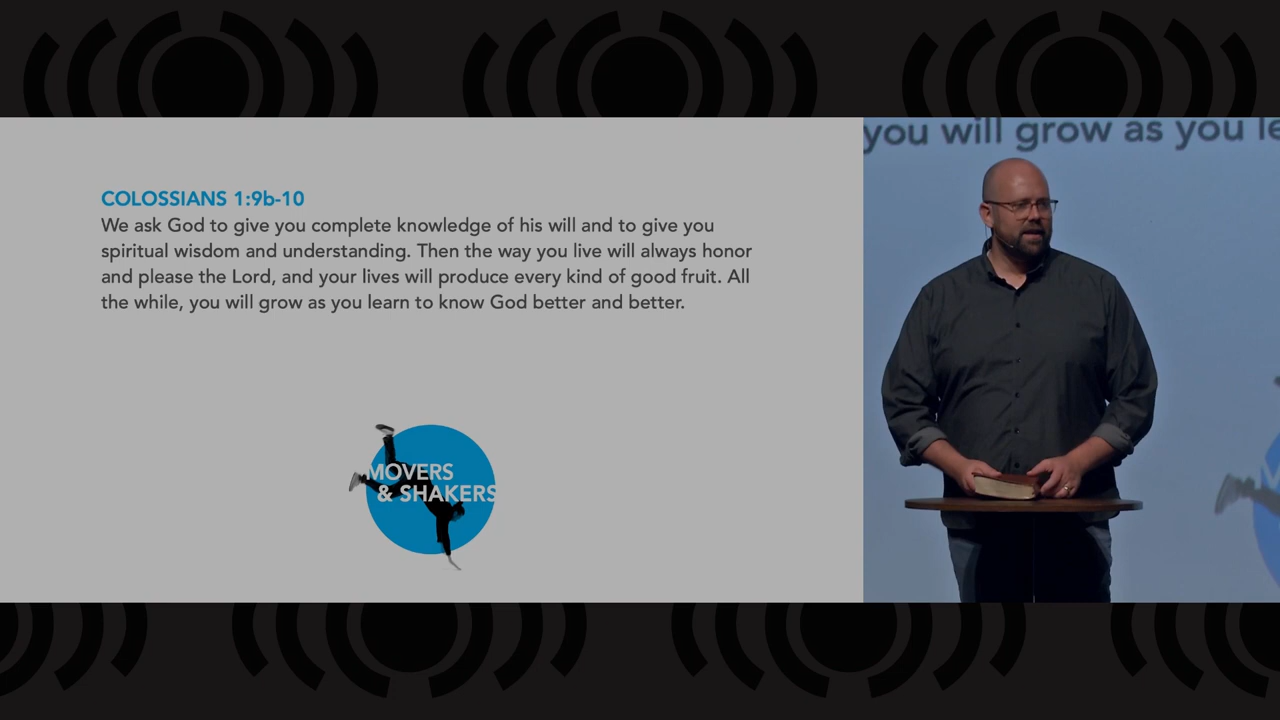 COLOSSIANS 1:9b-10
We ask God to give you complete knowledge of his will and to give you
spiritual wisdom and understanding. Then the way you live will always honor
and please the Lord, and your lives will produce every kind of good fruit. All
the while, you will grow as you learn to know God better and better.
MOVERS
& SHAKERS
you will grow as you le